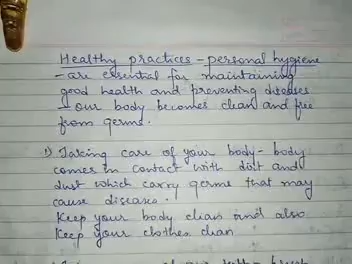 Healthy practices - personal hygiene
- are essential for maintaining
good health and preventing diseases
- our body becomes clean and free
from germs.
1) Taking care of your body - body
comes in contact with dirt and
dust which carry germs that may
cause diseases.
Keep your body clean and also
Keep your clothes clean